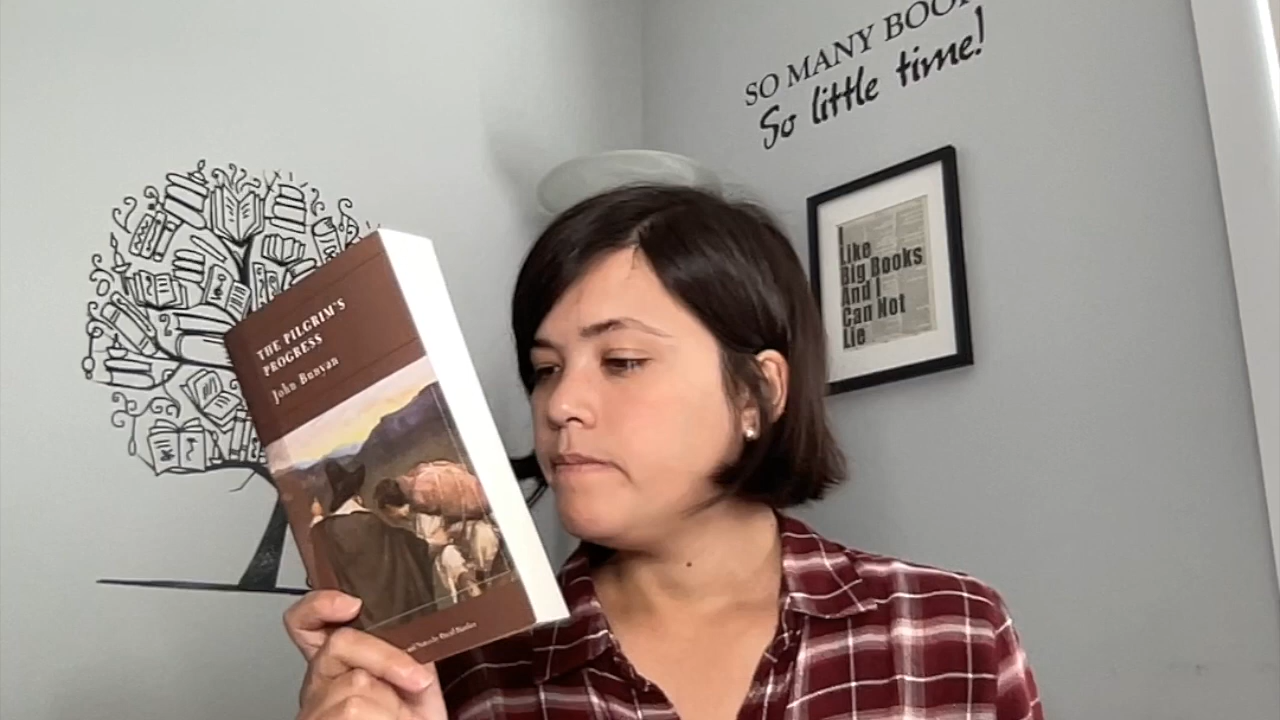 SO MANY BOO
So little time!
I
Like
Big Books
And I
Can Not
Lie
THE PILGRIM'S
PROGRESS
John Bunyan